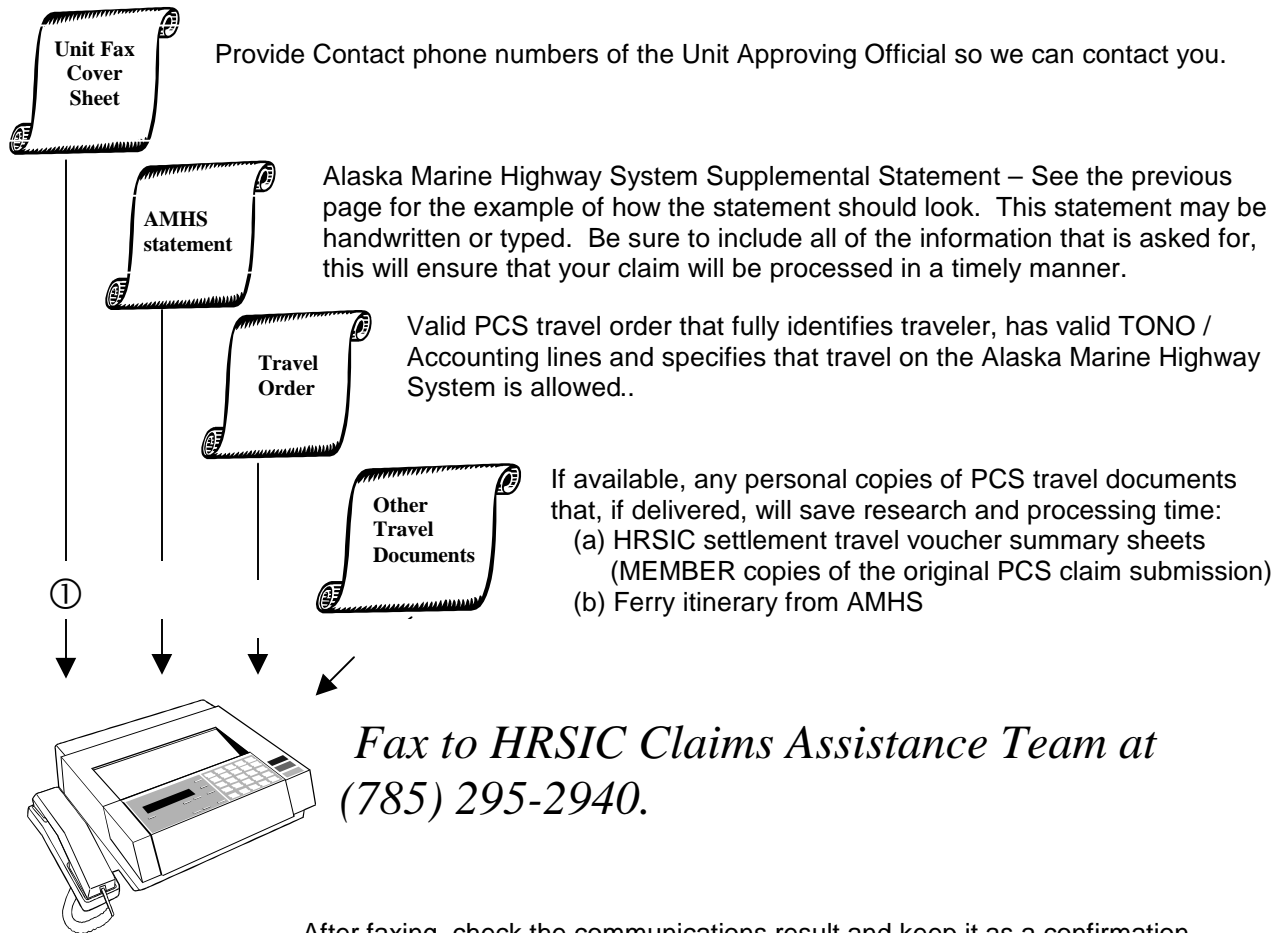 Unit Fax
Cover
Sheet
Provide Contact phone numbers of the Unit Approving Official so we can contact you.
AMHS
statement
Alaska Marine Highway System Supplemental Statement – See the previous
page for the example of how the statement should look. This statement may be
handwritten or typed. Be sure to include all of the information that is asked for,
this will ensure that your claim will be processed in a timely manner.
Travel
Order
Valid PCS travel order that fully identifies traveler, has valid TONO /
Accounting lines and specifies that travel on the Alaska Marine Highway
System is allowed..
Other
Travel
Documents
If available, any personal copies of PCS travel documents
that, if delivered, will save research and processing time:
(a) HRSIC settlement travel voucher summary sheets
(MEMBER copies of the original PCS claim submission)
(b) Ferry itinerary from AMHS
①
Fax to HRSIC Claims Assistance Team at
(785) 295-2940.
After faxing, check the communications result and keep it as a confirmation